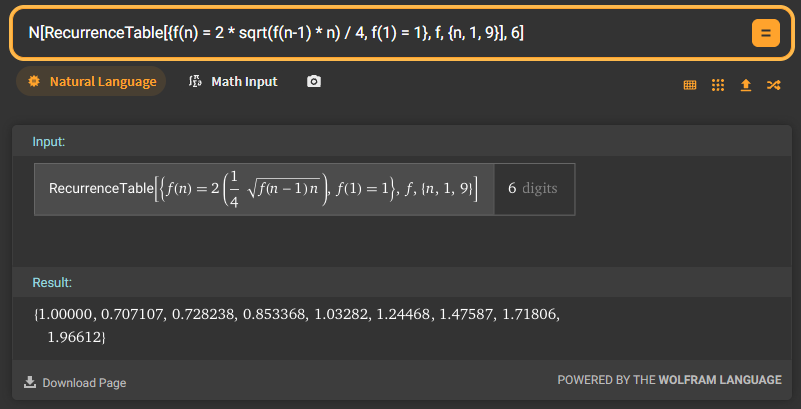 N[RecurrenceTable[{f(n) = 2 * sqrt(f(n-1) * n) / 4, f(1) = 1}, f, {n, 1, 9}], 6]
=
Natural Language
Math Input
Input:
RecurrenceTable[{f(n) = 2 (1/4 √(f(n − 1) n)), f(1) = 1}, f, {n, 1, 9}]
6 digits
Result:
{1.00000, 0.707107, 0.728238, 0.853368, 1.03282, 1.24468, 1.47587, 1.71806,
1.96612}
Download Page
POWERED BY THE WOLFRAM LANGUAGE